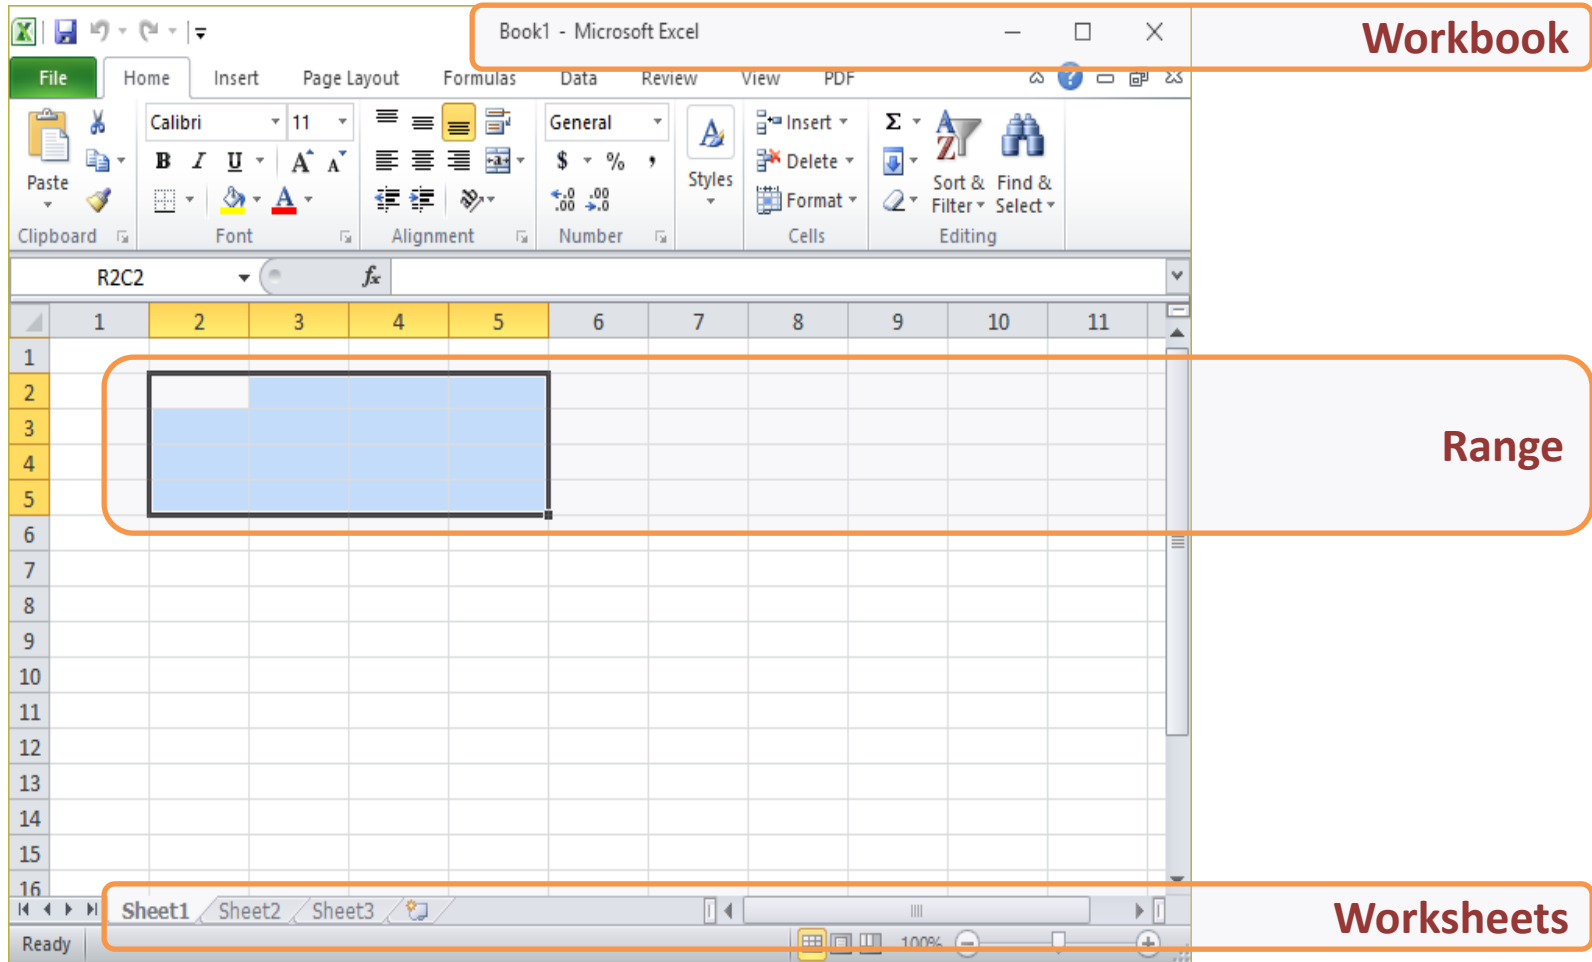 Book1 - Microsoft Excel
Workbook
File Home Insert Page Layout Formulas Data Review View PDF
Calibri 11 General Insert Σ
B I U A A $ % , Delete
Paste Styles Sort & Find &
.00 .0 Format Filter Select
Clipboard Font Alignment Number Cells Editing
R2C2 fx
1 2 3 4 5 6 7 8 9 10 11
1
2
3
Range
4
5
6
7
8
9
10
11
12
13
14
15
16
Sheet1 Sheet2 Sheet3
Worksheets
Ready 100%